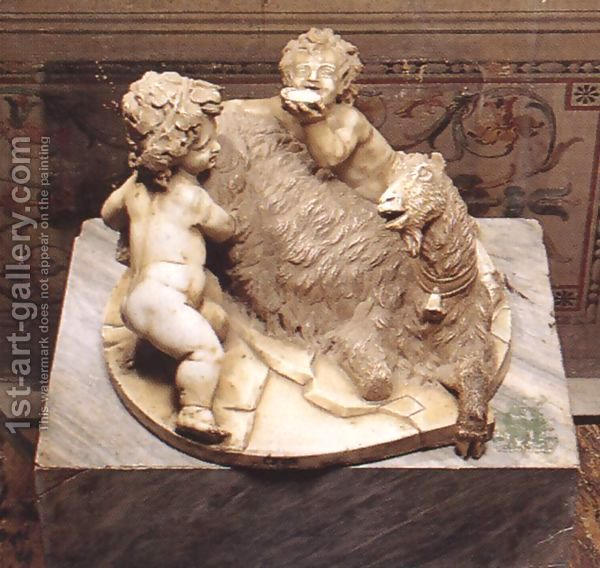 1st-art-gallery.com
This watermark does not appear on the painting